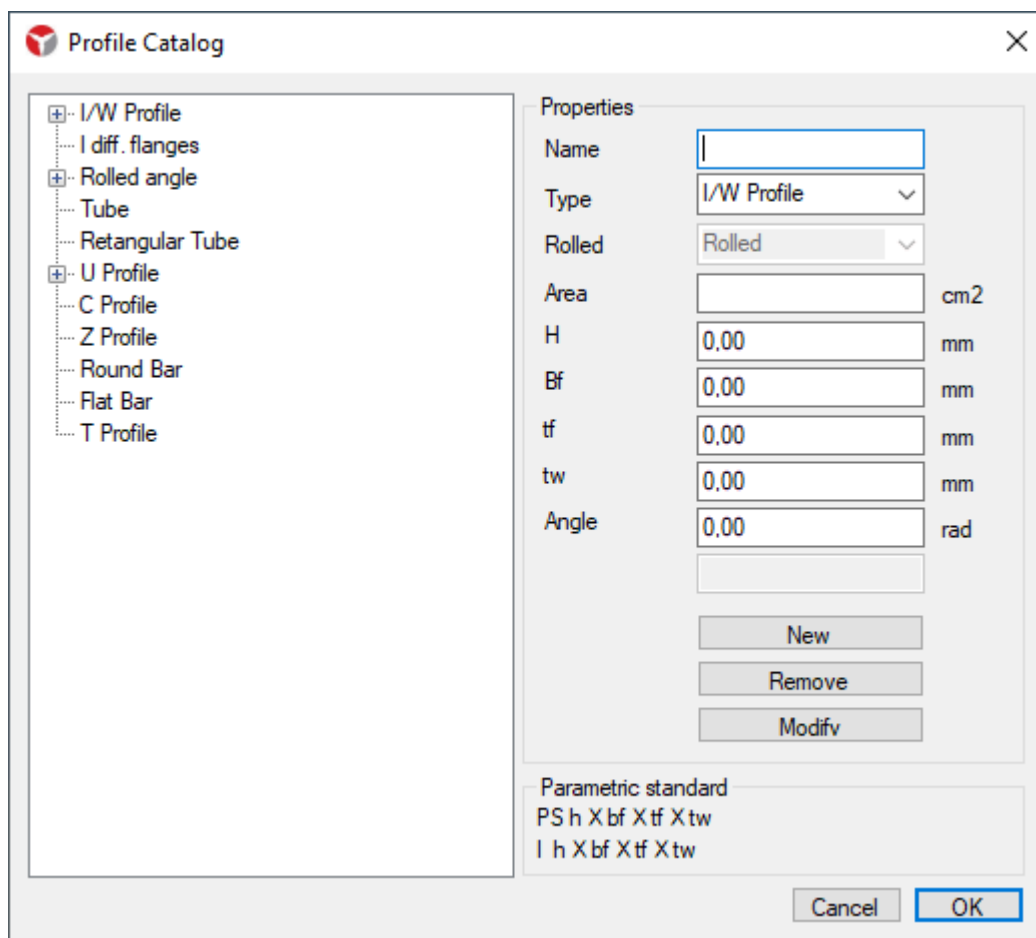 Profile Catalog
I/W Profile
I diff. flanges
Rolled angle
Tube
Retangular Tube
U Profile
C Profile
Z Profile
Round Bar
Flat Bar
T Profile
Properties
Name
Type I/W Profile
Rolled Rolled
Area cm2
H 0,00 mm
Bf 0,00 mm
tf 0,00 mm
tw 0,00 mm
Angle 0,00 rad
New
Remove
Modify
Parametric standard
PS h X bf X tf X tw
I h X bf X tf X tw
Cancel OK